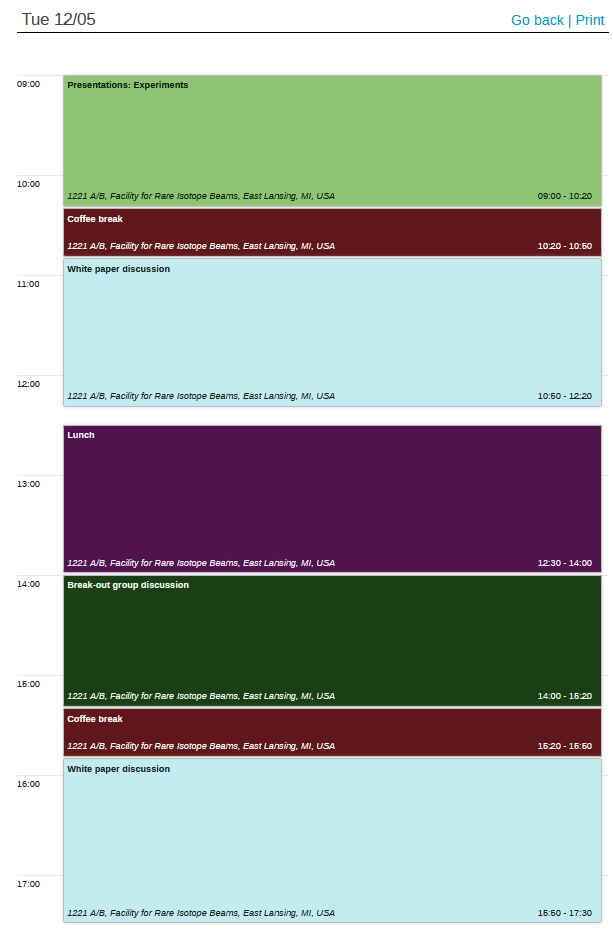 Tue 12/05
Go back | Print
09:00
Presentations: Experiments
10:00
1221 A/B, Facility for Rare Isotope Beams, East Lansing, MI, USA 09:00 - 10:20
Coffee break
1221 A/B, Facility for Rare Isotope Beams, East Lansing, MI, USA 10:20 - 10:50
White paper discussion
11:00
12:00
1221 A/B, Facility for Rare Isotope Beams, East Lansing, MI, USA 10:50 - 12:20
Lunch
13:00
1221 A/B, Facility for Rare Isotope Beams, East Lansing, MI, USA 12:30 - 14:00
14:00
Break-out group discussion
15:00
1221 A/B, Facility for Rare Isotope Beams, East Lansing, MI, USA 14:00 - 15:20
Coffee break
1221 A/B, Facility for Rare Isotope Beams, East Lansing, MI, USA 15:20 - 15:50
White paper discussion
16:00
17:00
1221 A/B, Facility for Rare Isotope Beams, East Lansing, MI, USA 15:50 - 17:30